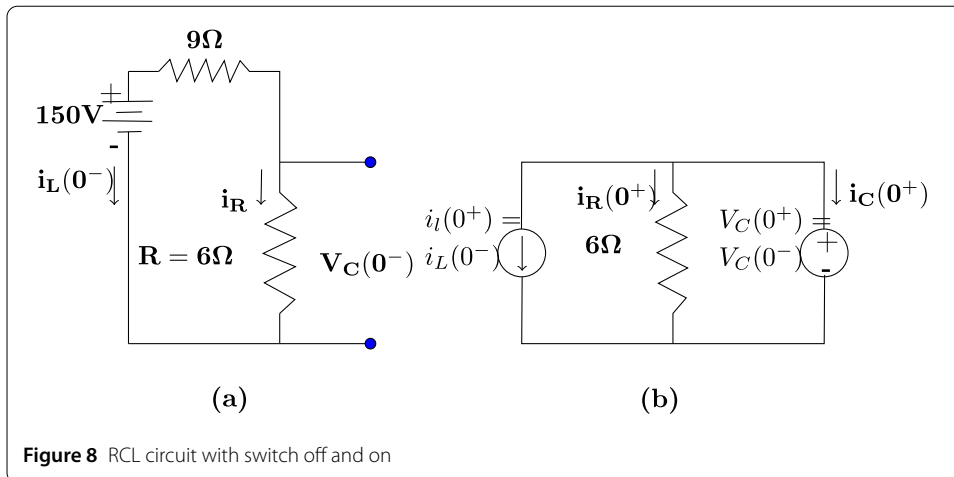 9Ω
+
150V
-
i_L(0⁻)
i_R
R = 6Ω
V_C(0⁻)
(a)
i_l(0⁺) =
i_L(0⁻)
i_R(0⁺)
6Ω
V_C(0⁺) =
V_C(0⁻)
+
-
i_C(0⁺)
(b)
Figure 8 RCL circuit with switch off and on